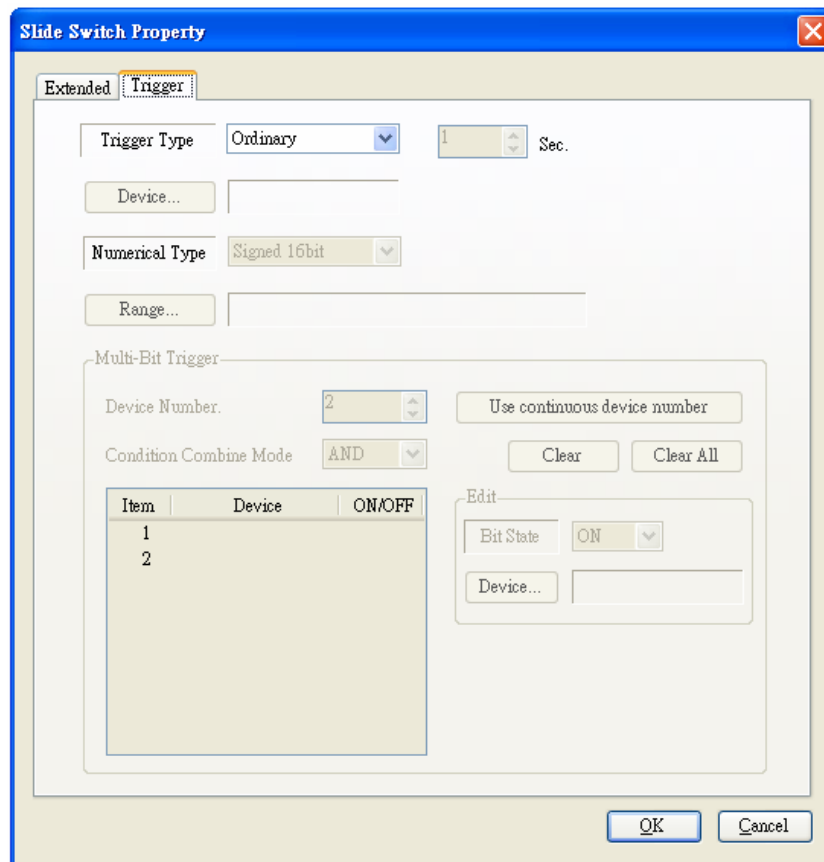 Slide Switch Property
Extended Trigger
Trigger Type Ordinary 1 Sec.
Device...
Numerical Type Signed 16bit
Range...
Multi-Bit Trigger
Device Number. 2 Use continuous device number
Condition Combine Mode AND Clear Clear All
Item Device ON/OFF
1
2
Edit
Bit State ON
Device...
OK Cancel